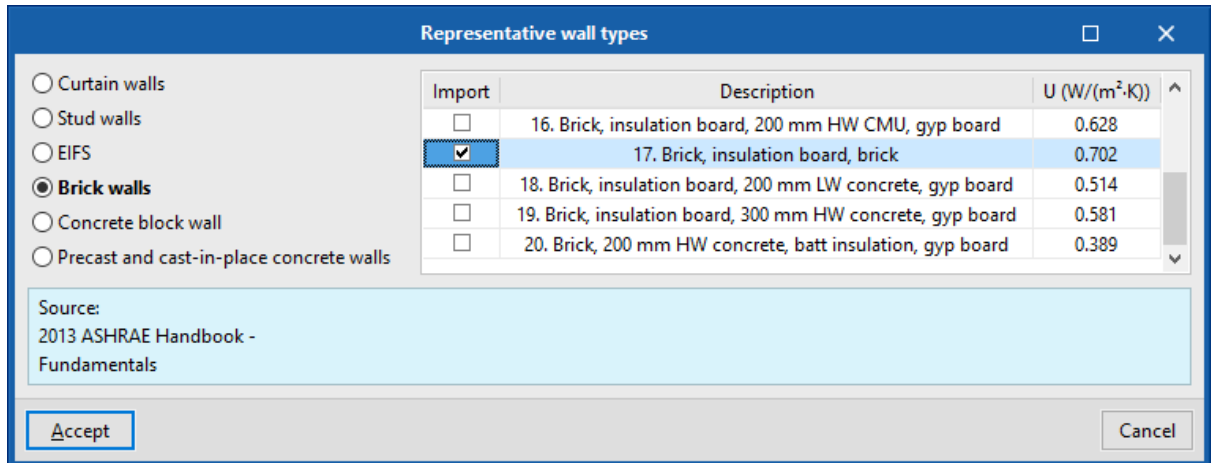 Representative wall types
Curtain walls
Stud walls
EIFS
Brick walls
Concrete block wall
Precast and cast-in-place concrete walls
Import Description U (W/(m²·K))
16. Brick, insulation board, 200 mm HW CMU, gyp board 0.628
17. Brick, insulation board, brick 0.702
18. Brick, insulation board, 200 mm LW concrete, gyp board 0.514
19. Brick, insulation board, 300 mm HW concrete, gyp board 0.581
20. Brick, 200 mm HW concrete, batt insulation, gyp board 0.389
Source:
2013 ASHRAE Handbook -
Fundamentals
Accept Cancel